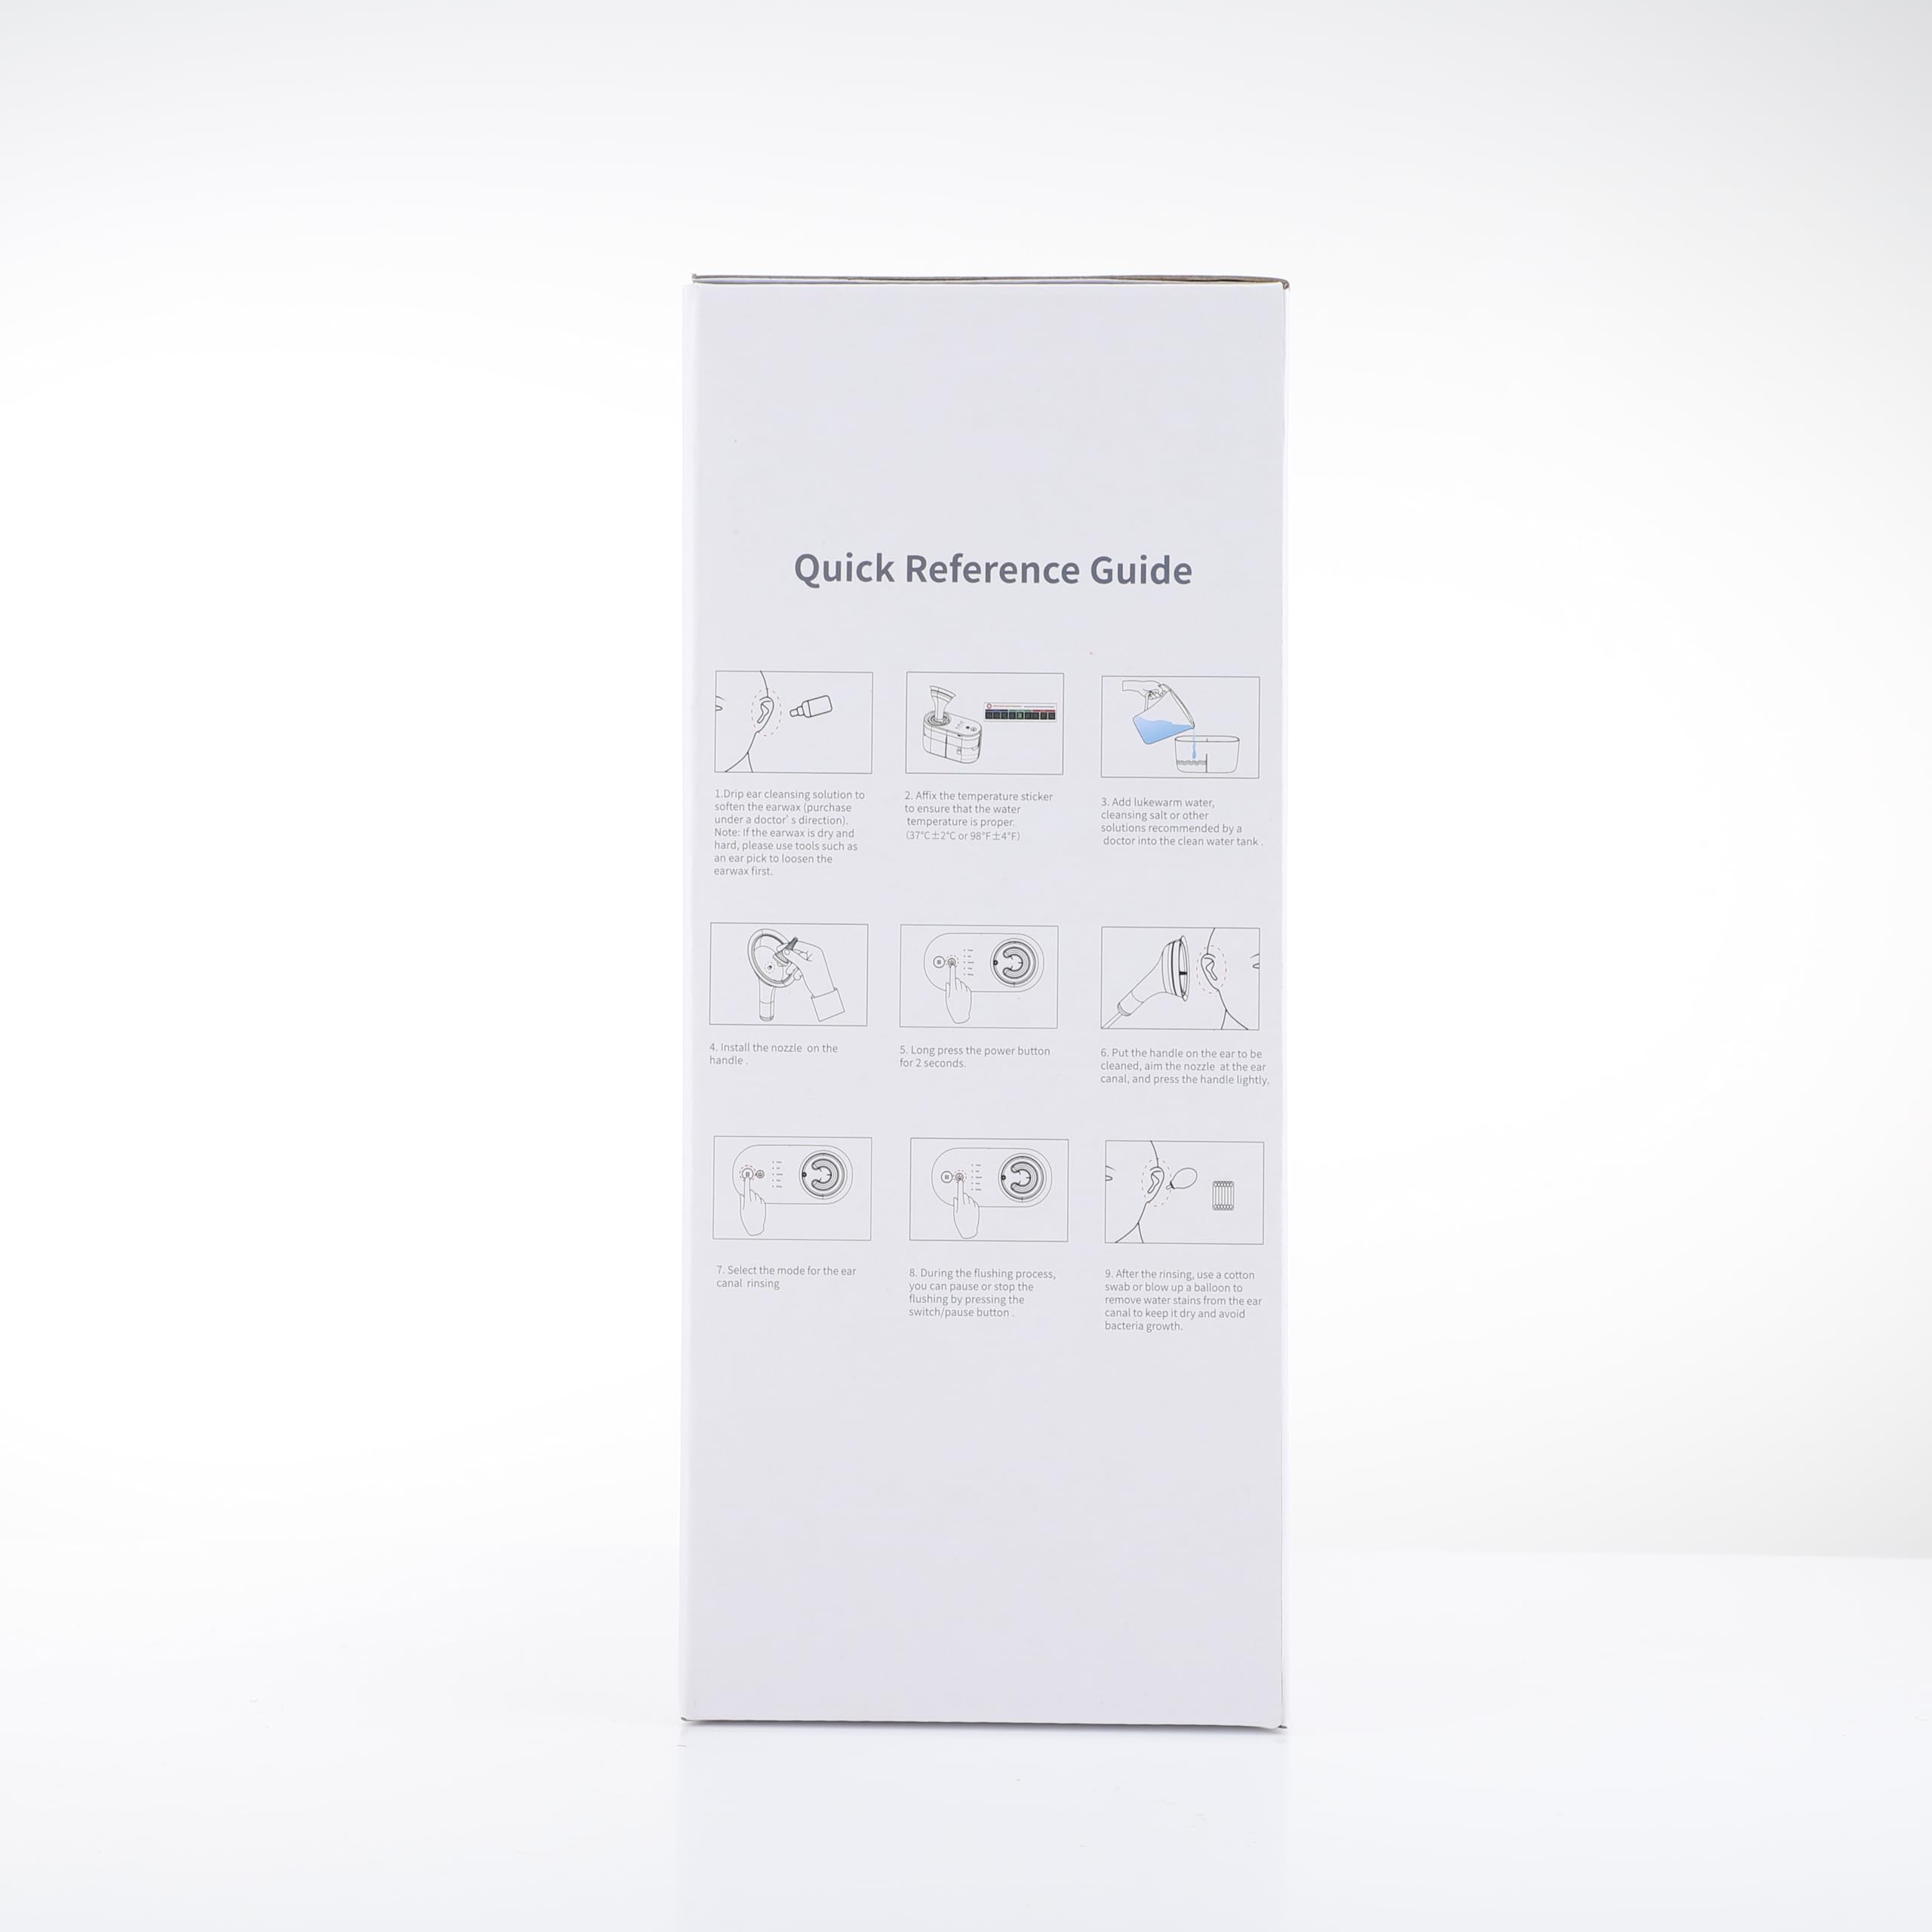 Quick Reference Guide
1.Drip ear cleansing solution to
soften the earwax (purchase
under a doctor's direction).
Note: If the earwax is dry and
hard, please use tools such as
an ear pick to loosen the
earwax first.
2. Affix the temperature sticker
to ensure that the water
temperature is proper.
(37°C±2°C or 98°F±4°F)
3. Add lukewarm water,
cleansing salt or other
solutions recommended by a
doctor into the clean water tank .
4. Install the nozzle on the
handle .
5. Long press the power button
for 2 seconds.
6. Put the handle on the ear to be
cleaned, aim the nozzle at the ear
canal, and press the handle lightly.
7. Select the mode for the ear
canal rinsing
8. During the flushing process,
you can pause or stop the
flushing by pressing the
switch/pause button .
9. After the rinsing, use a cotton
swab or blow up a balloon to
remove water stains from the ear
canal to keep it dry and avoid
bacteria growth.